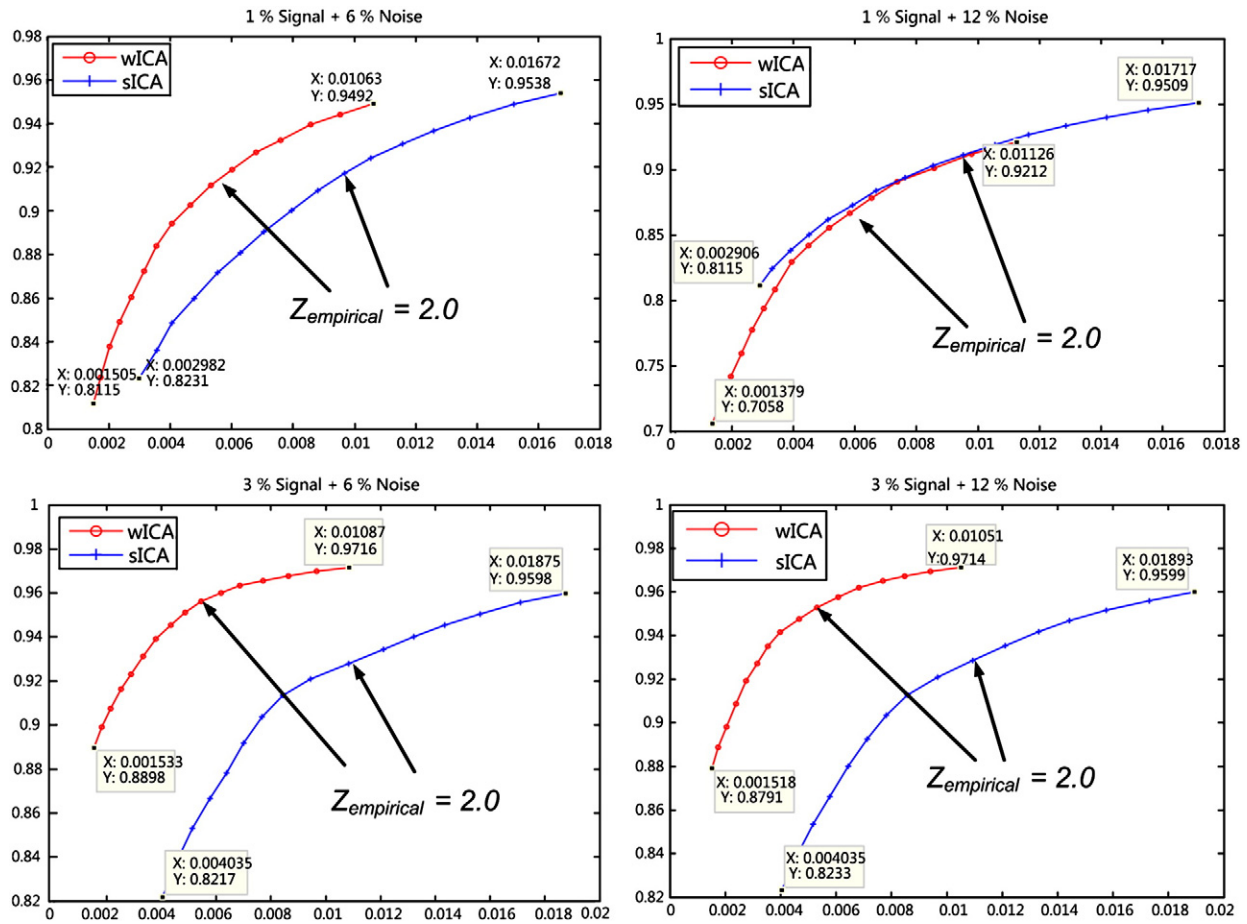 1 % Signal + 6 % Noise
0.98
0.96
0.94
0.92
0.9
0.88
0.86
0.84
0.82
0.8
wICA
sICA
X: 0.01063
Y: 0.9492
X: 0.01672
Y: 0.9538
Z empirical = 2.0
X: 0.001505
Y: 0.8115
X: 0.002982
Y: 0.8231
0 0.002 0.004 0.006 0.008 0.01 0.012 0.014 0.016 0.018
1 % Signal + 12 % Noise
1
0.95
0.9
0.85
0.8
0.75
0.7
wICA
sICA
X: 0.01717
Y: 0.9509
X: 0.01126
Y: 0.9212
X: 0.002906
Y: 0.8115
Z empirical = 2.0
X: 0.001379
Y: 0.7058
0 0.002 0.004 0.006 0.008 0.01 0.012 0.014 0.016 0.018
3 % Signal + 6 % Noise
1
0.98
0.96
0.94
0.92
0.9
0.88
0.86
0.84
0.82
wICA
sICA
X: 0.01087
Y: 0.9716
X: 0.01875
Y: 0.9598
X: 0.001533
Y: 0.8898
Z empirical = 2.0
X: 0.004035
Y: 0.8217
0 0.002 0.004 0.006 0.008 0.01 0.012 0.014 0.016 0.018 0.02
3 % Signal + 12 % Noise
1
0.98
0.96
0.94
0.92
0.9
0.88
0.86
0.84
0.82
wICA
sICA
X: 0.01051
Y:0.9714
X: 0.01893
Y: 0.9599
X: 0.001518
Y: 0.8791
Z empirical = 2.0
X: 0.004035
Y: 0.8233
0 0.002 0.004 0.006 0.008 0.01 0.012 0.014 0.016 0.018 0.02